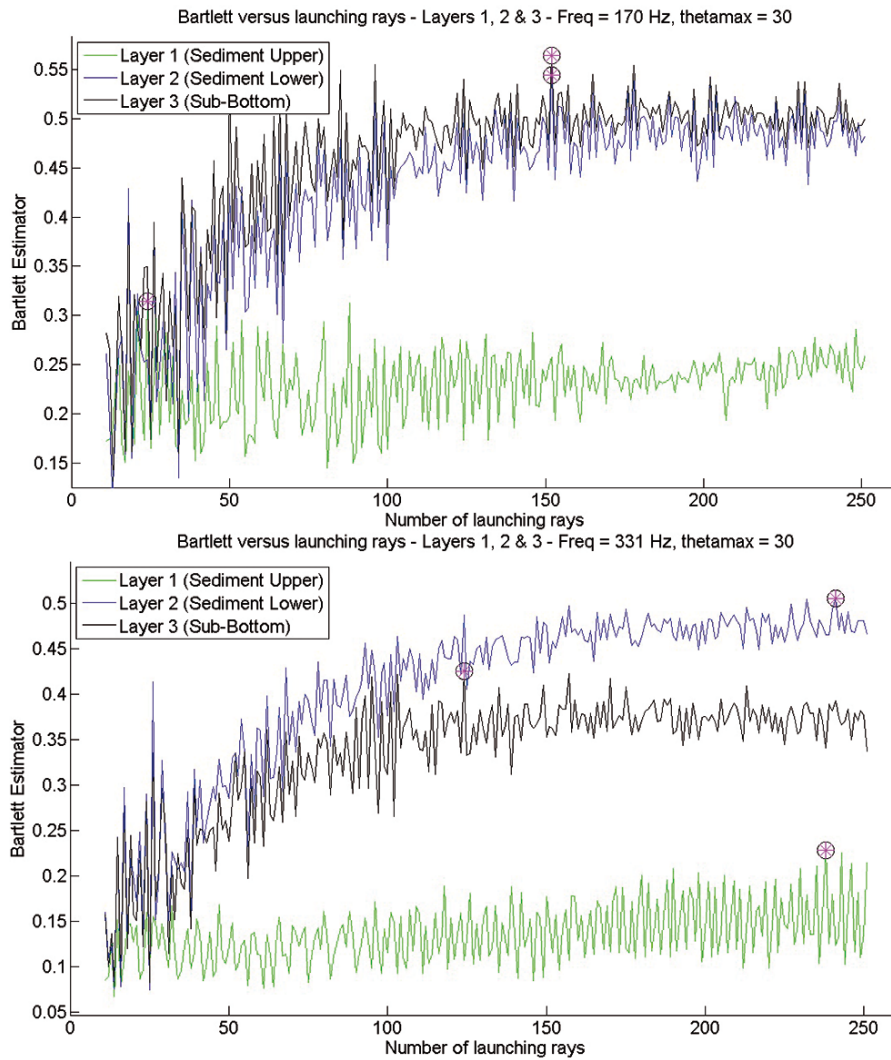 Bartlett versus launching rays - Layers 1, 2 & 3 - Freq = 170 Hz, thetamax = 30
Layer 1 (Sediment Upper)
Layer 2 (Sediment Lower)
Layer 3 (Sub-Bottom)
Bartlett Estimator
0.55
0.5
0.45
0.4
0.35
0.3
0.25
0.2
0.15
0
50
100
150
200
250
Number of launching rays
Bartlett versus launching rays - Layers 1, 2 & 3 - Freq = 331 Hz, thetamax = 30
Layer 1 (Sediment Upper)
Layer 2 (Sediment Lower)
Layer 3 (Sub-Bottom)
Bartlett Estimator
0.5
0.45
0.4
0.35
0.3
0.25
0.2
0.15
0.1
0.05
0
50
100
150
200
250
Number of launching rays